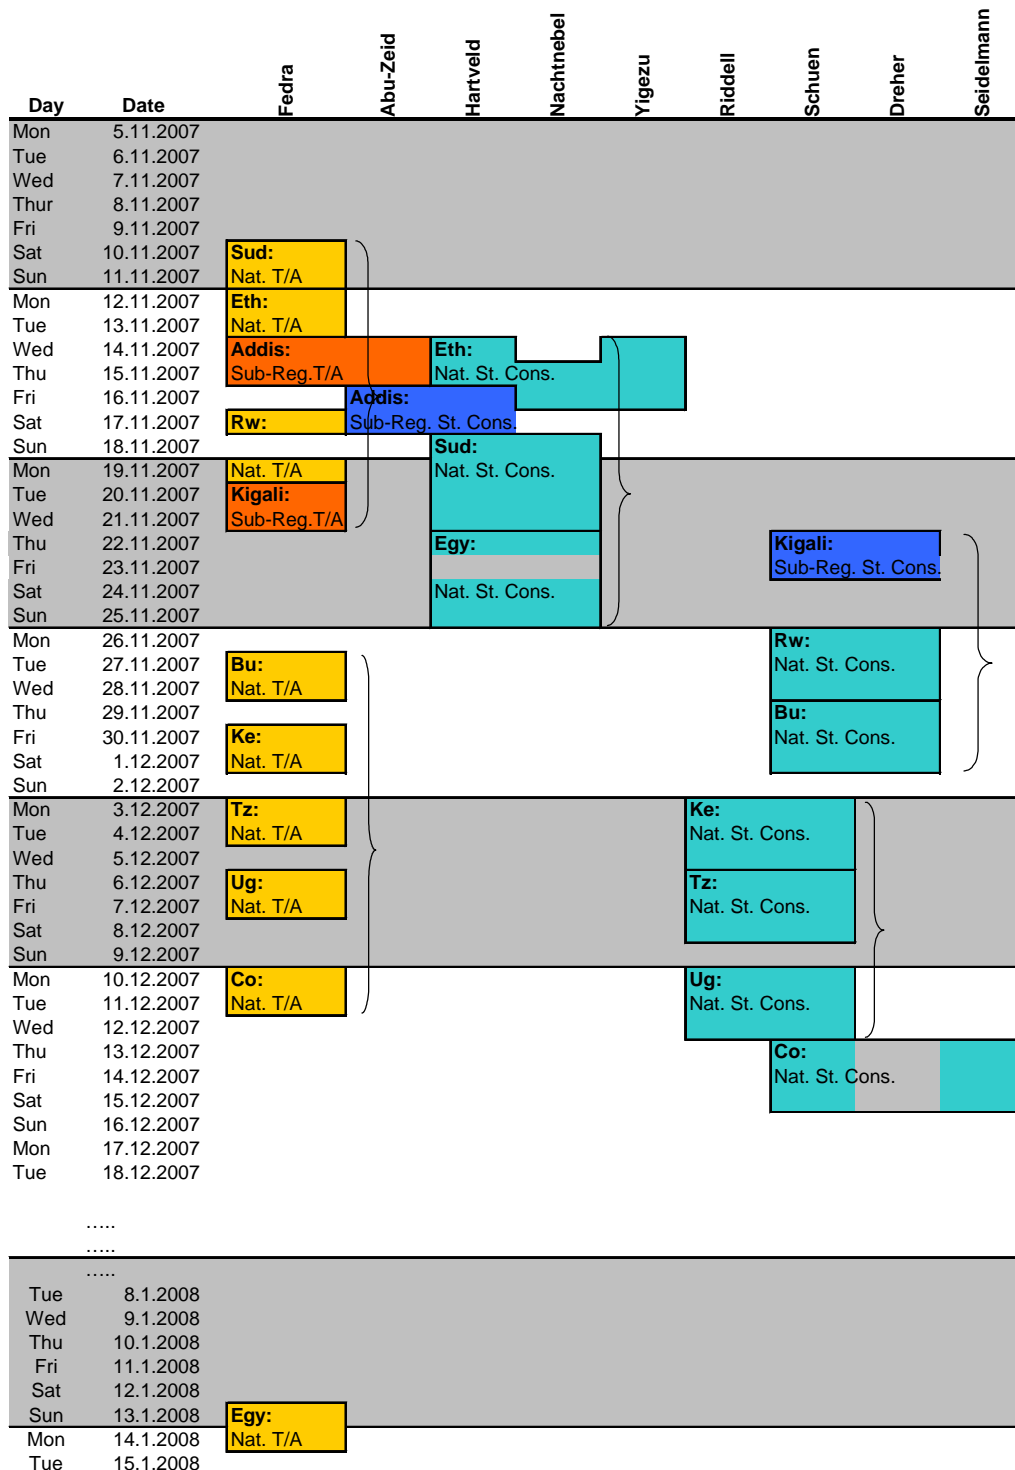 Day Date Fedra Abu-Zeid Hartveld Nachtnebel Yigezu Riddell Schuen Dreher Seidelmann
Mon 5.11.2007
Tue 6.11.2007
Wed 7.11.2007
Thur 8.11.2007
Fri 9.11.2007
Sat 10.11.2007 Sud:
Sun 11.11.2007 Nat. T/A
Mon 12.11.2007 Eth:
Tue 13.11.2007 Nat. T/A
Wed 14.11.2007 Addis: Eth:
Thu 15.11.2007 Sub-Reg.T/A Nat. St. Cons.
Fri 16.11.2007 Addis:
Sat 17.11.2007 Rw: Sub-Reg. St. Cons.
Sun 18.11.2007 Sud:
Mon 19.11.2007 Nat. T/A Nat. St. Cons.
Tue 20.11.2007 Kigali:
Wed 21.11.2007 Sub-Reg.T/A
Thu 22.11.2007 Egy: Kigali:
Fri 23.11.2007 Sub-Reg. St. Cons.
Sat 24.11.2007 Nat. St. Cons.
Sun 25.11.2007
Mon 26.11.2007 Rw:
Tue 27.11.2007 Bu: Nat. St. Cons.
Wed 28.11.2007 Nat. T/A
Thu 29.11.2007 Bu:
Fri 30.11.2007 Ke: Nat. St. Cons.
Sat 1.12.2007 Nat. T/A
Sun 2.12.2007
Mon 3.12.2007 Tz: Ke:
Tue 4.12.2007 Nat. T/A Nat. St. Cons.
Wed 5.12.2007
Thu 6.12.2007 Ug: Tz:
Fri 7.12.2007 Nat. T/A Nat. St. Cons.
Sat 8.12.2007
Sun 9.12.2007
Mon 10.12.2007 Co: Ug:
Tue 11.12.2007 Nat. T/A Nat. St. Cons.
Wed 12.12.2007
Thu 13.12.2007 Co:
Fri 14.12.2007 Nat. St. Cons.
Sat 15.12.2007
Sun 16.12.2007
Mon 17.12.2007
Tue 18.12.2007
…..
…..
…..
Tue 8.1.2008
Wed 9.1.2008
Thu 10.1.2008
Fri 11.1.2008
Sat 12.1.2008
Sun 13.1.2008 Egy:
Mon 14.1.2008 Nat. T/A
Tue 15.1.2008